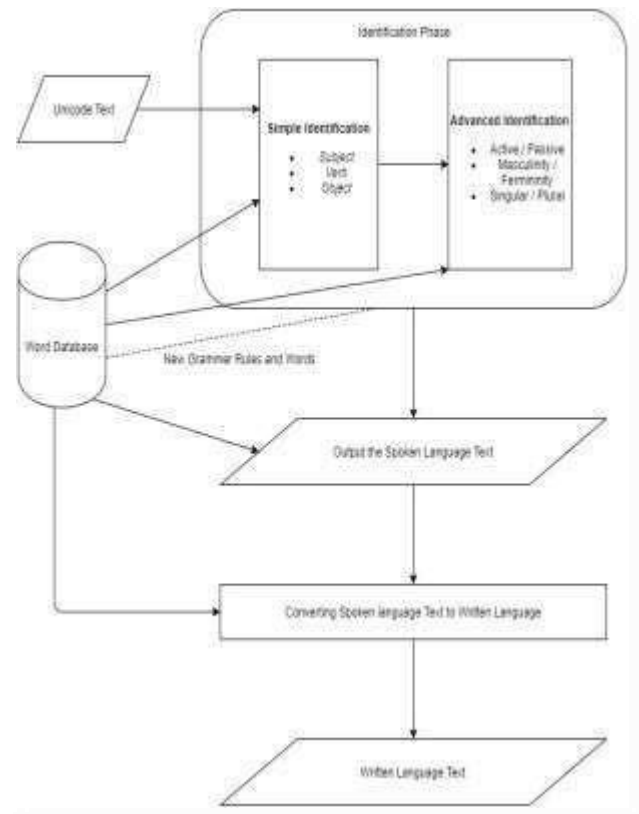 Identification Phase
Unicode Text
Simple Identification
Subject
Verb
Object
Advanced Identification
Active / Passive
Masculinity /
Femininity
Singular / Plural
Word Database
New Grammer Rules and Words
Output the Spoken Language Text
Converting Spoken language Text to Written Language
Written Language Text